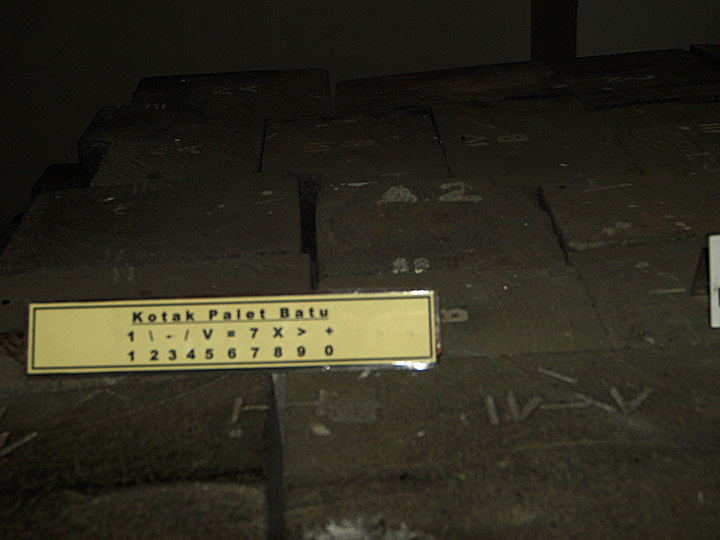 Kotak Palet Batu
1 \ - / V = 7 X > +
1 2 3 4 5 6 7 8 9 0